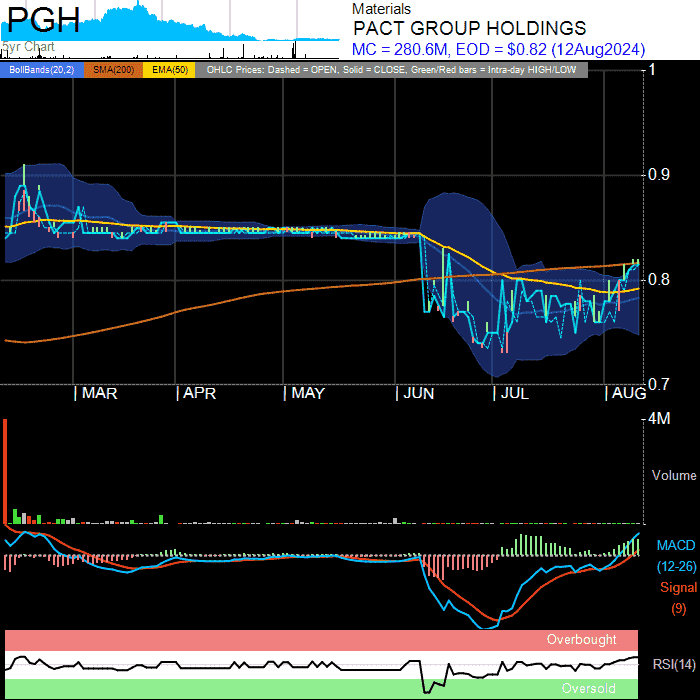 PGH
5yr Chart
Materials
PACT GROUP HOLDINGS
MC = 280.6M, EOD = $0.82 (12Aug2024)
BollBands(20,2) SMA(200) EMA(50) OHLC Prices: Dashed = OPEN, Solid = CLOSE, Green/Red bars = Intra-day HIGH/LOW
1
0.9
0.8
0.7
MAR APR MAY JUN JUL AUG
4M
Volume
MACD
(12-26)
Signal
(9)
Overbought
RSI(14)
Oversold